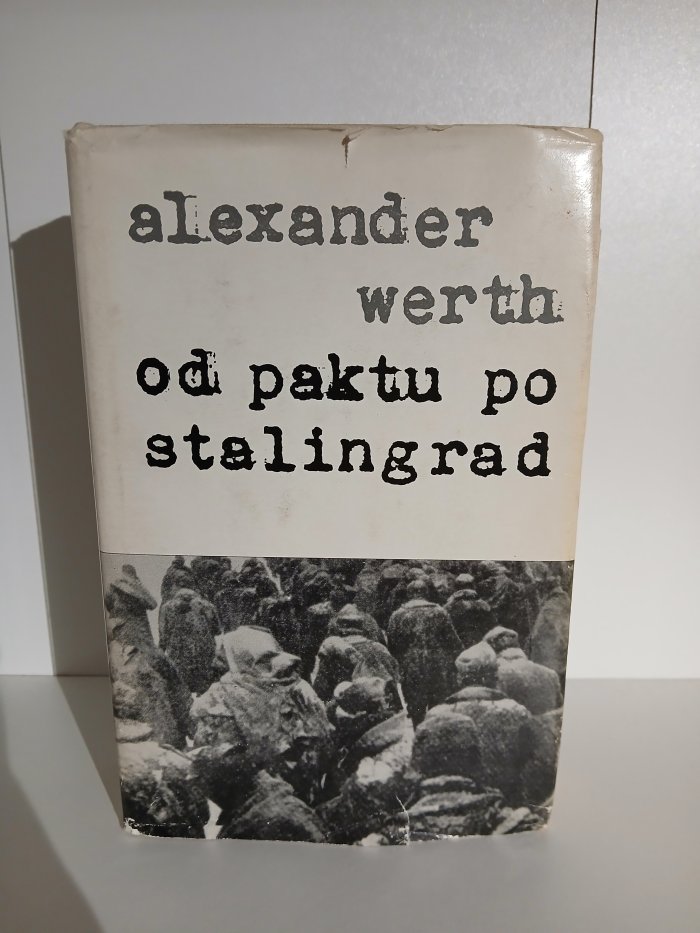 alexander
werth
od paktu po
stalingrad